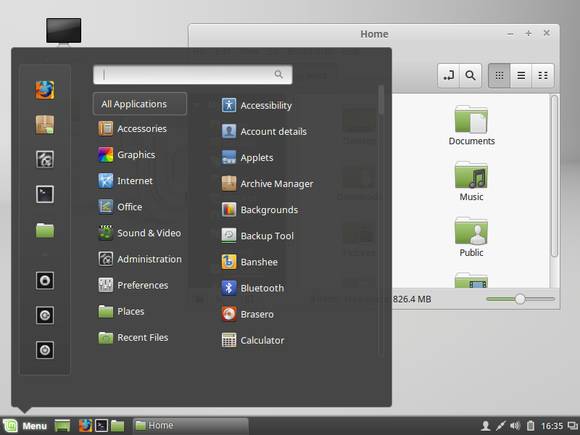 Home
All Applications
Accessories
Graphics
Internet
Office
Sound & Video
Administration
Preferences
Places
Recent Files
Accessibility
Account details
Applets
Archive Manager
Backgrounds
Backup Tool
Banshee
Bluetooth
Brasero
Calculator
Documents
Music
Public
826.4 MB
Menu
Home
16:35